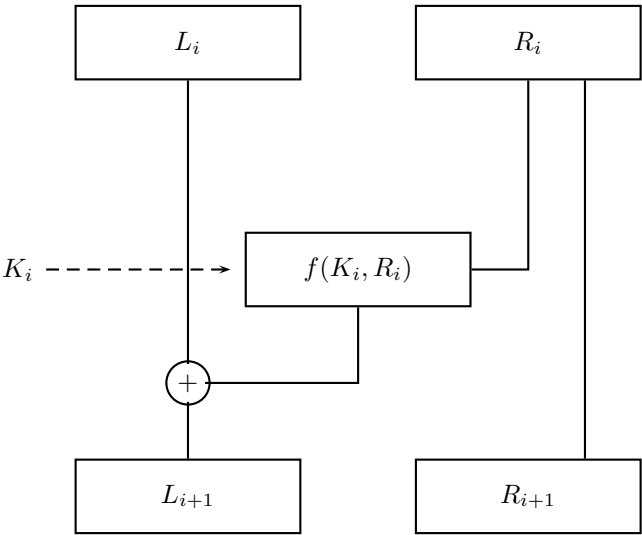 L_i
R_i
K_i
f(K_i, R_i)
+
L_{i+1}
R_{i+1}